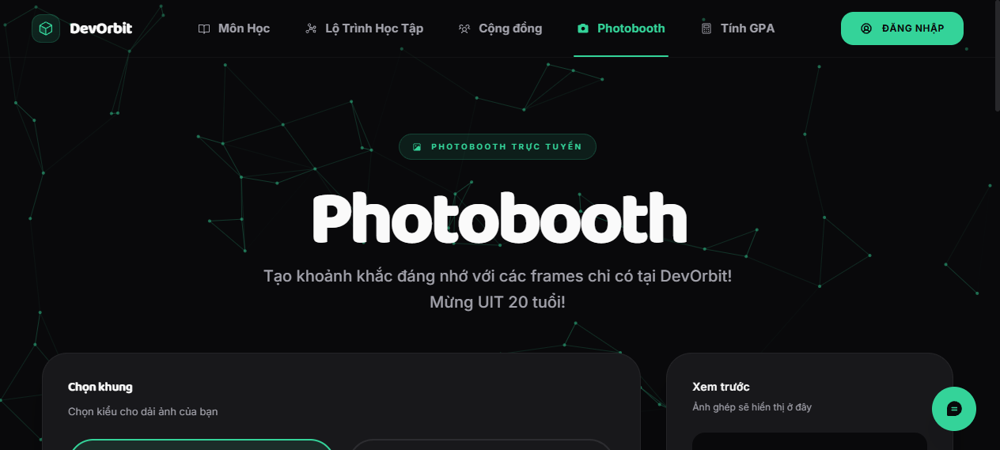 DevOrbit
Môn Học
Lộ Trình Học Tập
Cộng đồng
Photobooth
Tính GPA
ĐĂNG NHẬP
PHOTOBOOTH TRỰC TUYẾN
Photobooth
Tạo khoảnh khắc đáng nhớ với các frames chỉ có tại DevOrbit!
Mừng UIT 20 tuổi!
Chọn khung
Chọn kiểu cho dải ảnh của bạn
Xem trước
Ảnh ghép sẽ hiển thị ở đây